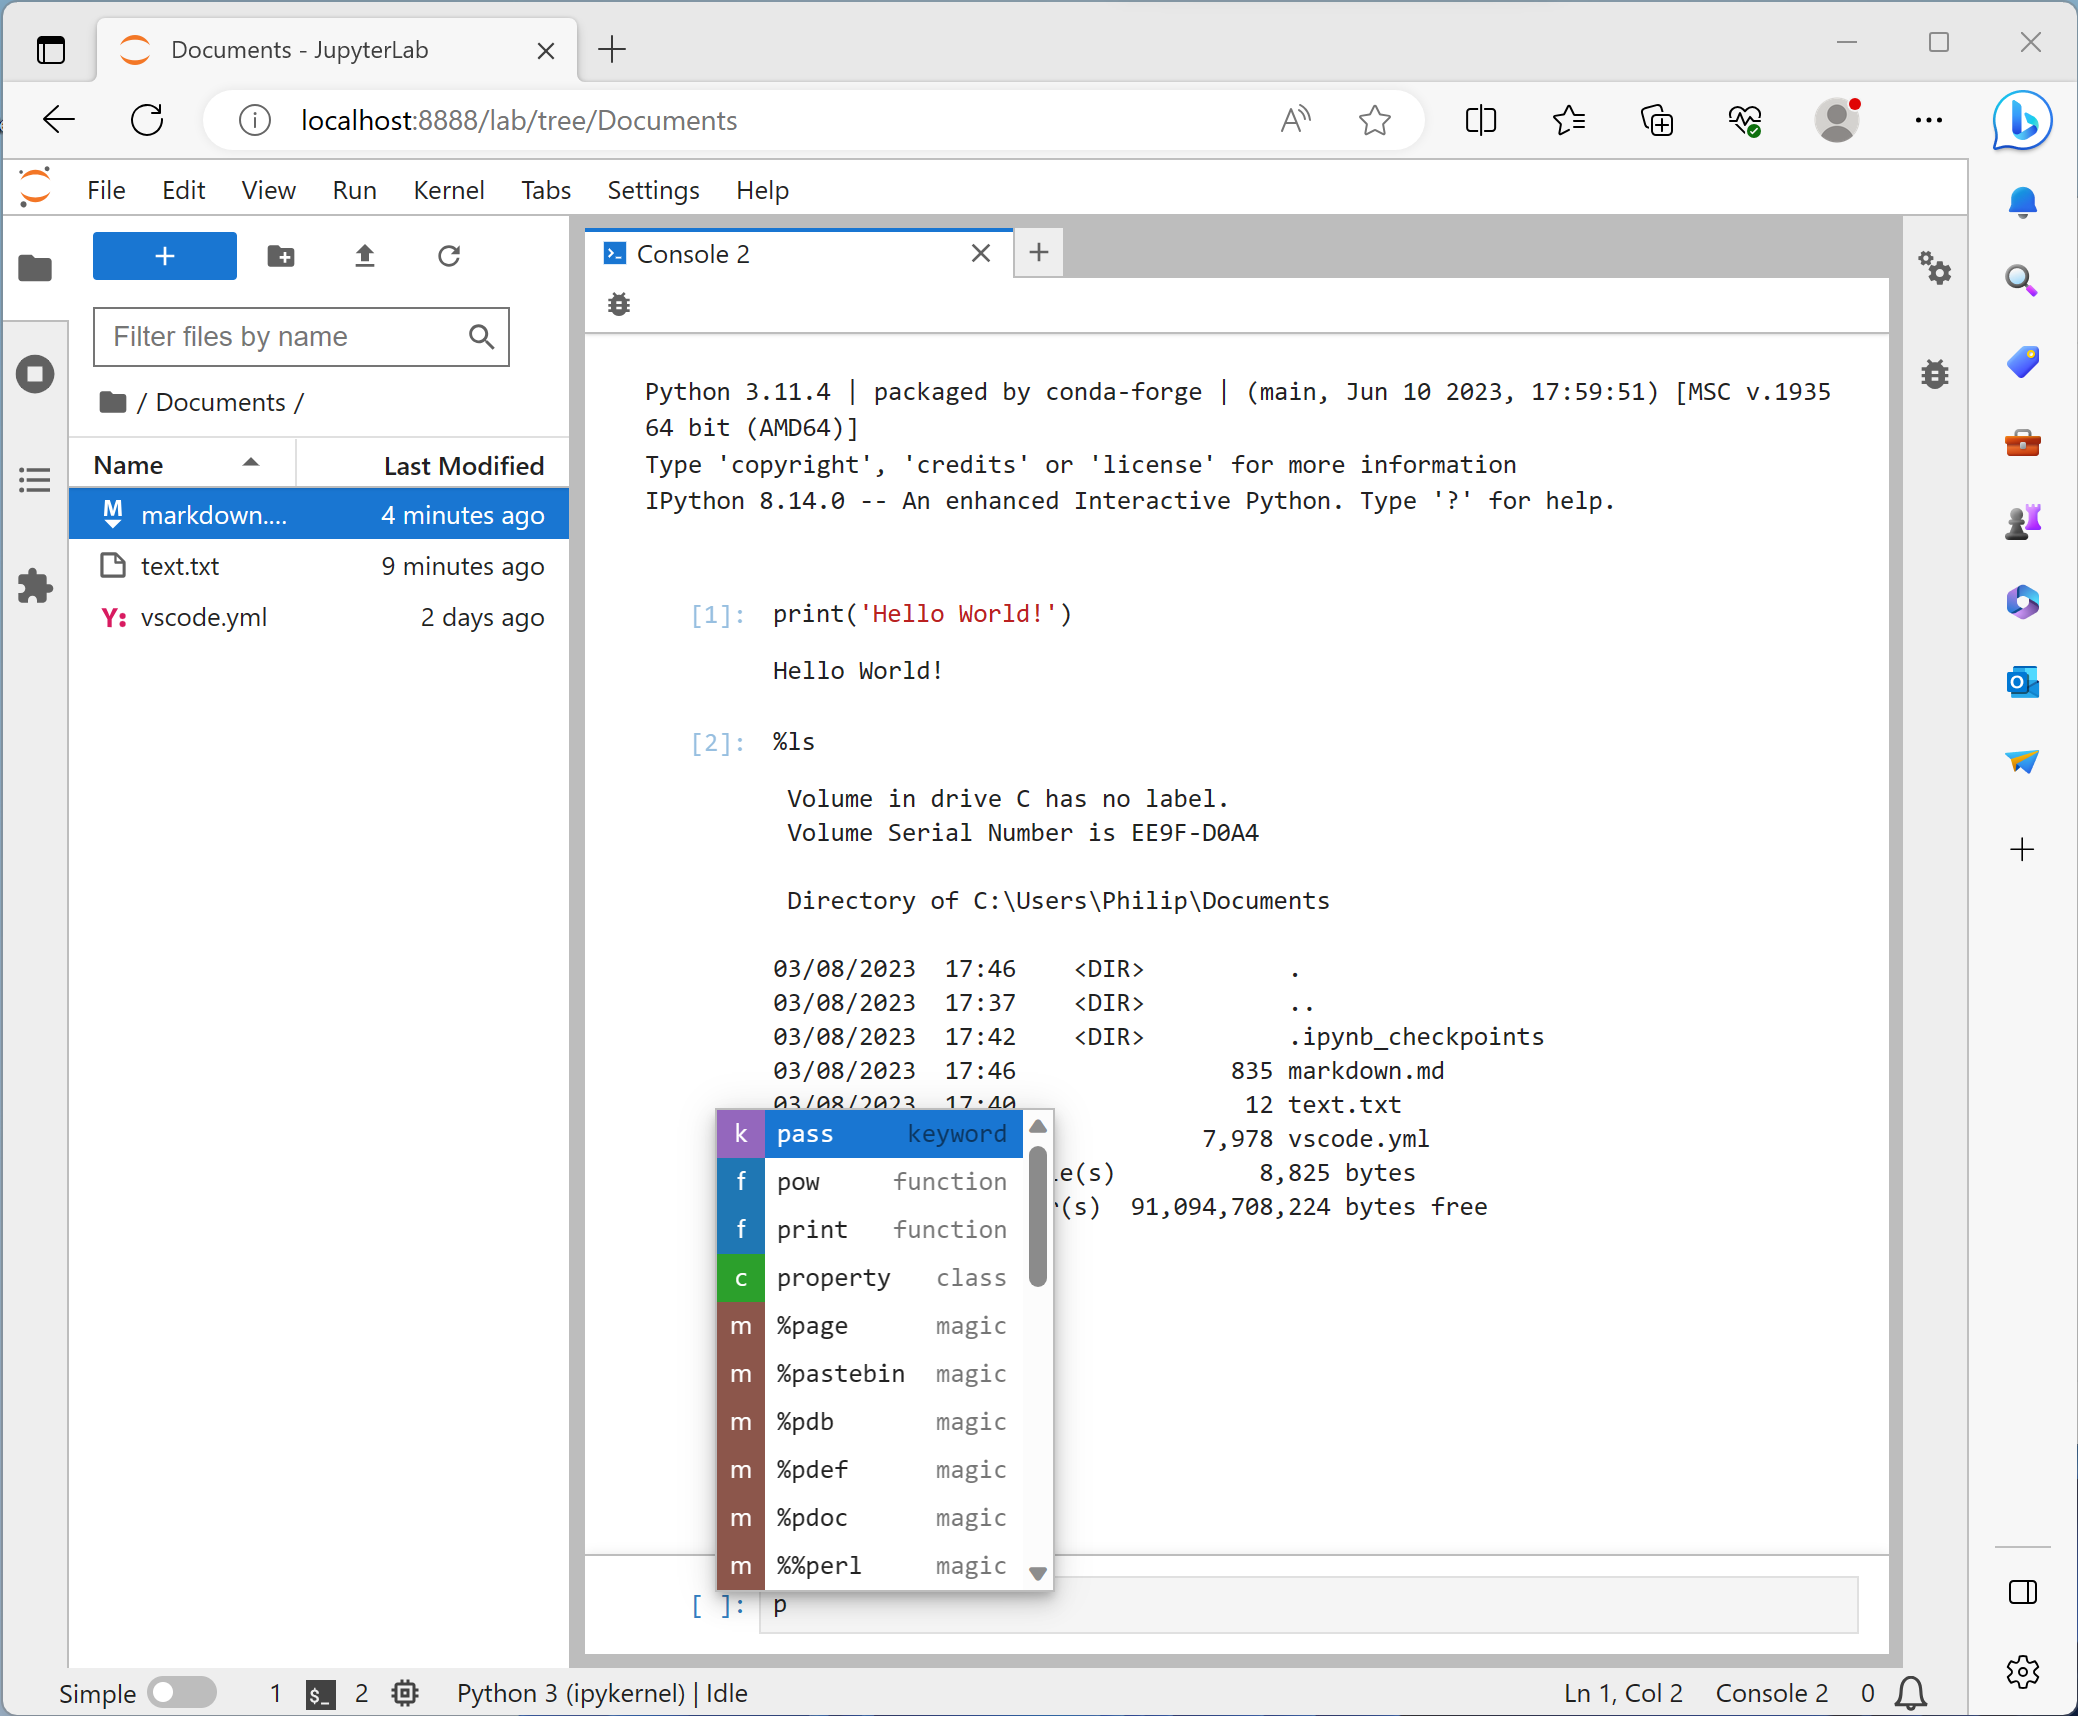 Documents - JupyterLab
localhost:8888/lab/tree/Documents
File Edit View Run Kernel Tabs Settings Help
Filter files by name
/ Documents /
Name Last Modified
markdown.... 4 minutes ago
text.txt 9 minutes ago
vscode.yml 2 days ago
Console 2
Python 3.11.4 | packaged by conda-forge | (main, Jun 10 2023, 17:59:51) [MSC v.1935
64 bit (AMD64)]
Type 'copyright', 'credits' or 'license' for more information
IPython 8.14.0 -- An enhanced Interactive Python. Type '?' for help.
[1]: print('Hello World!')
Hello World!
[2]: %ls
Volume in drive C has no label.
Volume Serial Number is EE9F-D0A4
Directory of C:\Users\Philip\Documents
03/08/2023 17:46 <DIR> .
03/08/2023 17:37 <DIR> ..
03/08/2023 17:42 <DIR> .ipynb_checkpoints
03/08/2023 17:46 835 markdown.md
03/08/2023 17:40 12 text.txt
7,978 vscode.yml
le(s) 8,825 bytes
r(s) 91,094,708,224 bytes free
k pass keyword
f pow function
f print function
c property class
m %page magic
m %pastebin magic
m %pdb magic
m %pdef magic
m %pdoc magic
m %%perl magic
[ ]: p
Simple 1 $_ 2 Python 3 (ipykernel) | Idle Ln 1, Col 2 Console 2 0